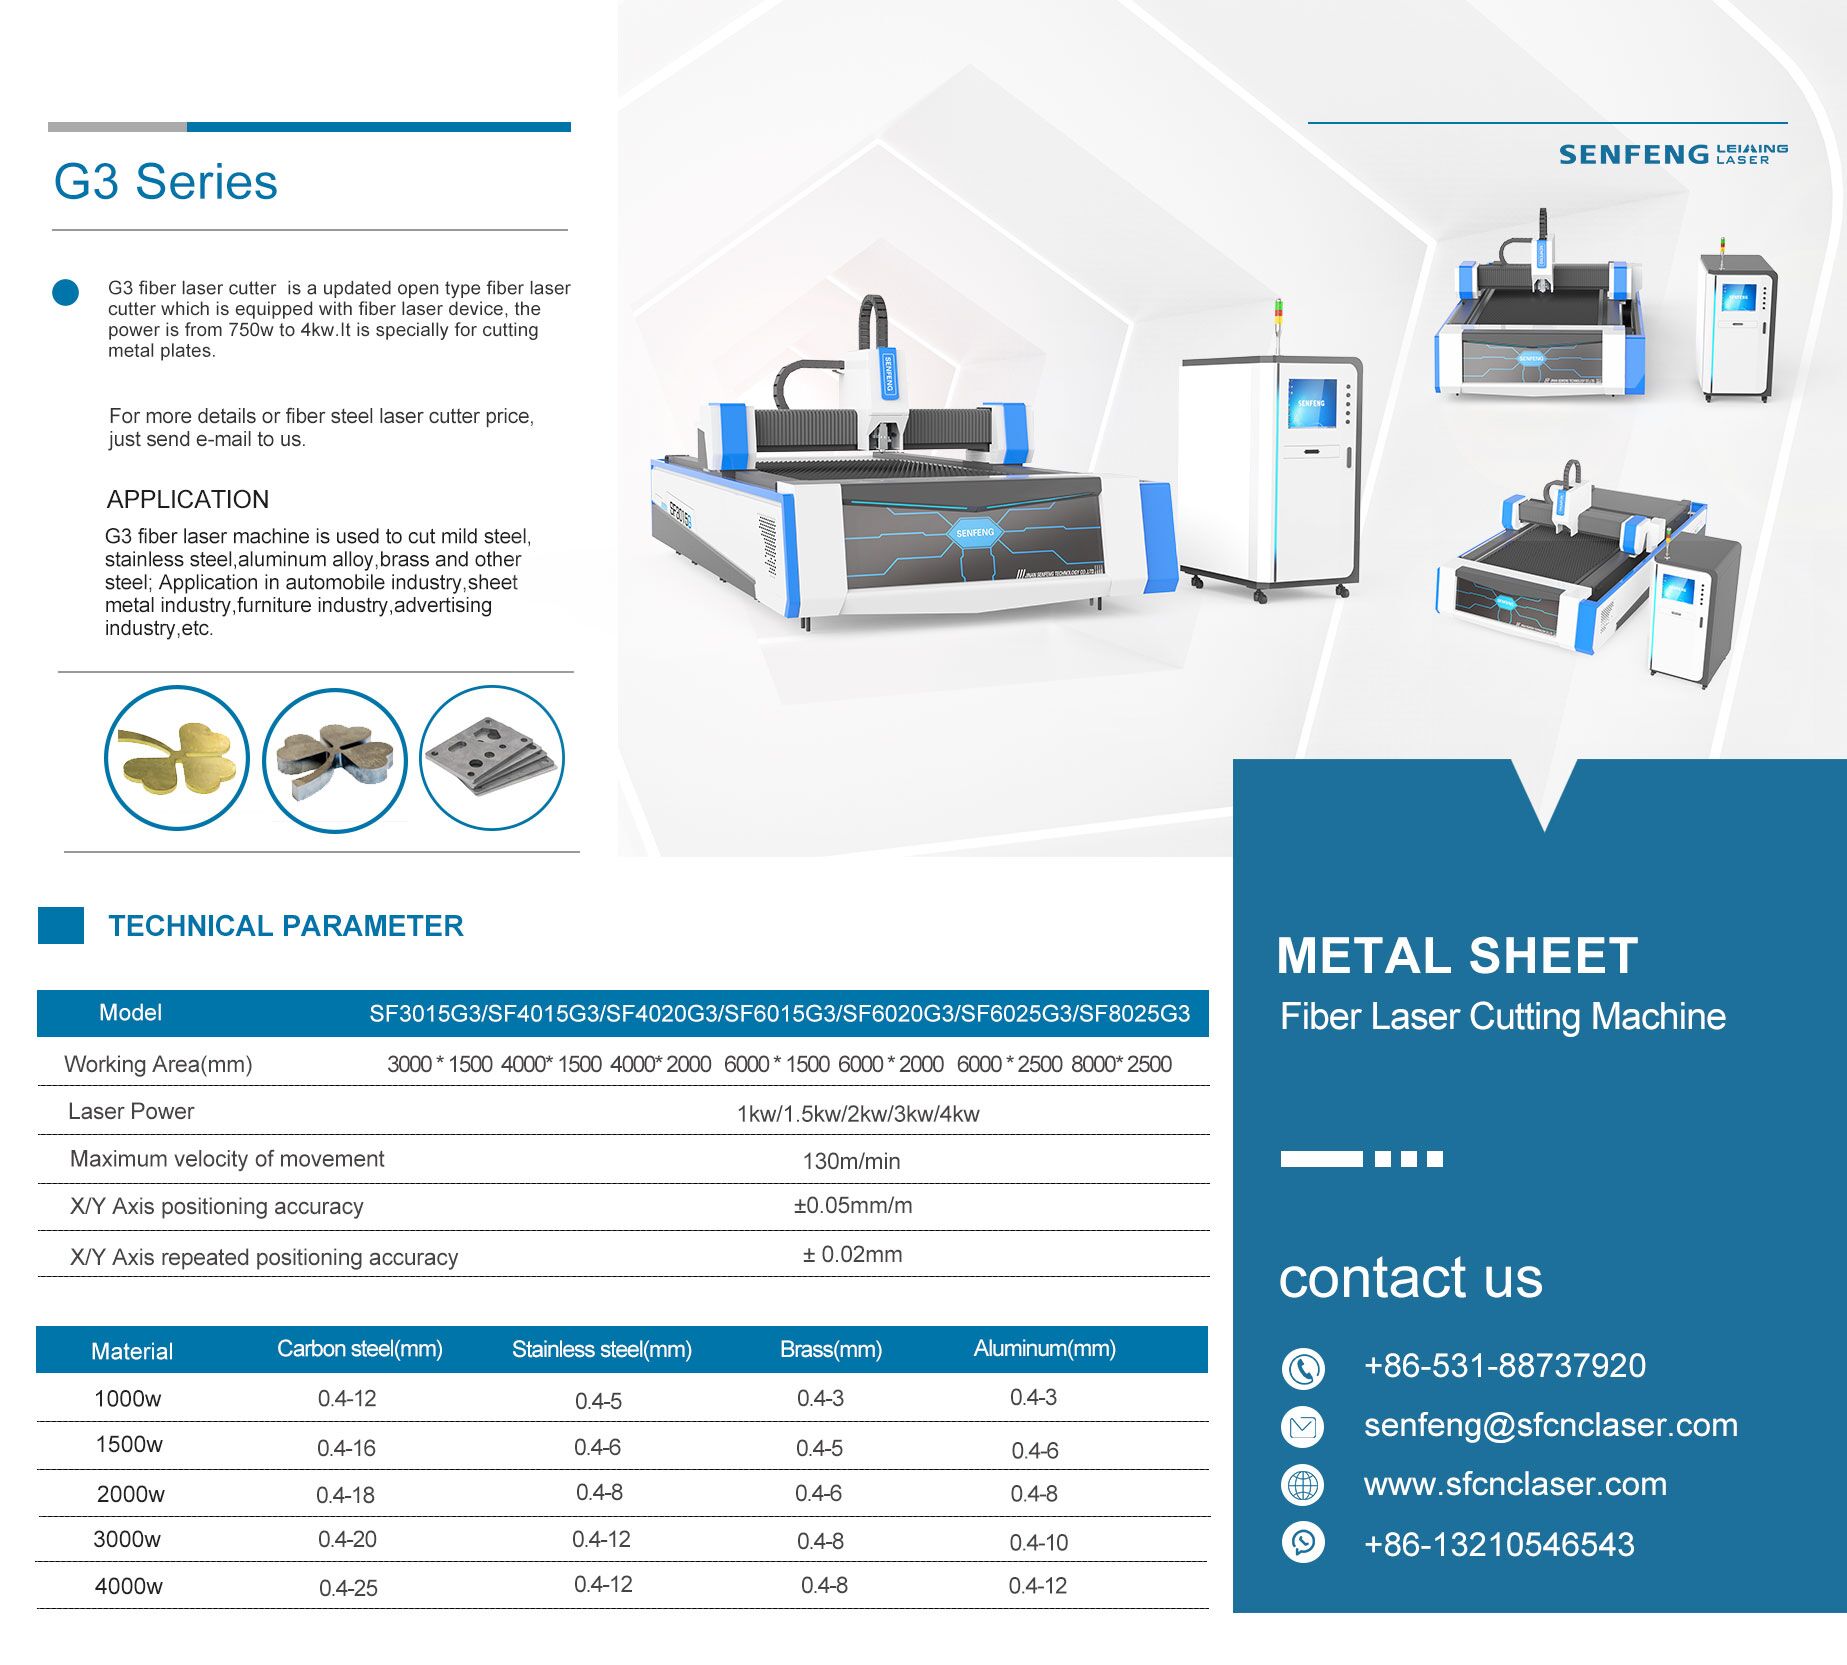 G3 Series
G3 fiber laser cutter is a updated open type fiber laser
cutter which is equipped with fiber laser device, the
power is from 750w to 4kw.It is specially for cutting
metal plates.
For more details or fiber steel laser cutter price,
just send e-mail to us.
APPLICATION
G3 fiber laser machine is used to cut mild steel,
stainless steel,aluminum alloy,brass and other
steel; Application in automobile industry,sheet
metal industry,furniture industry,advertising
industry,etc.
SENFENG LEIMING
LASER
SENFENG
SENFENG
SF3015G
SENFENG
JINAN SENFENG TECHNOLOGY CO.,LTD
SENFENG
SENFENG
TECHNICAL PARAMETER
Model SF3015G3/SF4015G3/SF4020G3/SF6015G3/SF6020G3/SF6025G3/SF8025G3
Working Area(mm) 3000 * 1500 4000* 1500 4000* 2000 6000 * 1500 6000 * 2000 6000 * 2500 8000* 2500
Laser Power 1kw/1.5kw/2kw/3kw/4kw
Maximum velocity of movement 130m/min
X/Y Axis positioning accuracy ±0.05mm/m
X/Y Axis repeated positioning accuracy ± 0.02mm
Material Carbon steel(mm) Stainless steel(mm) Brass(mm) Aluminum(mm)
1000w 0.4-12 0.4-5 0.4-3 0.4-3
1500w 0.4-16 0.4-6 0.4-5 0.4-6
2000w 0.4-18 0.4-8 0.4-6 0.4-8
3000w 0.4-20 0.4-12 0.4-8 0.4-10
4000w 0.4-25 0.4-12 0.4-8 0.4-12
METAL SHEET
Fiber Laser Cutting Machine
contact us
+86-531-88737920
senfeng@sfcnclaser.com
www.sfcnclaser.com
+86-13210546543